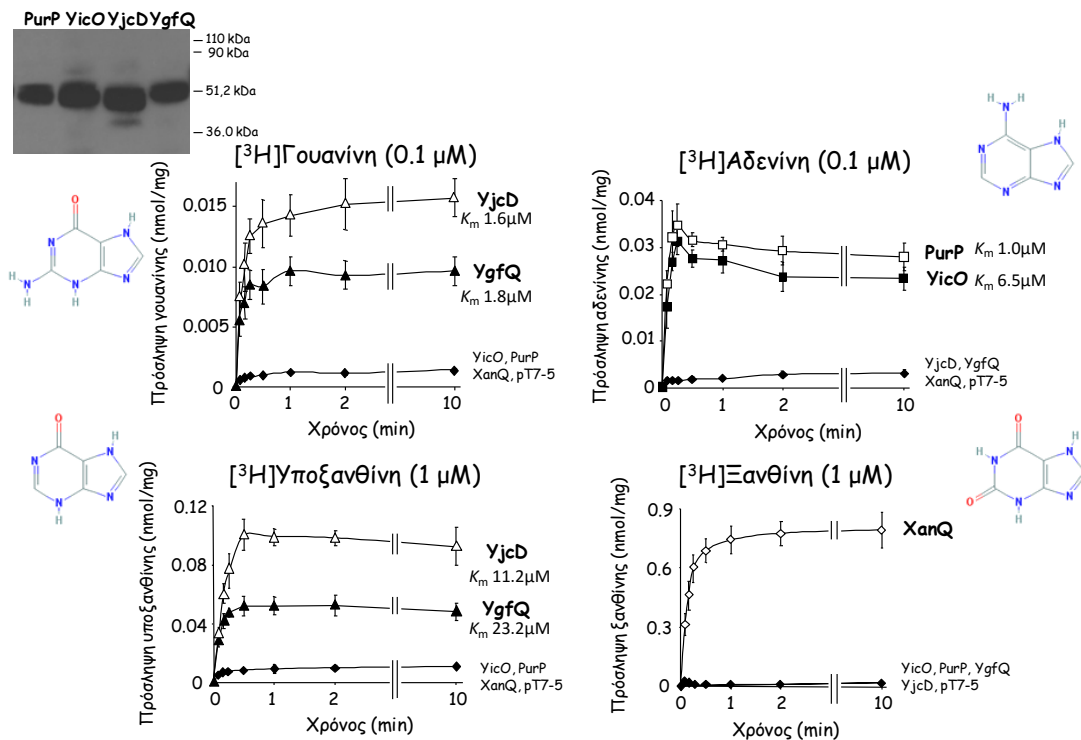 PurP YicO YjcD YgfQ
110 kDa
90 kDa
51,2 kDa
36,0 kDa
[³H]Γουανίνη (0.1 μM)
Πρόσληψη γουανίνης (nmol/mg)
0.015
0.010
0.005
0
0 1 2 10
Χρόνος (min)
YjcD
Km 1.6μM
YgfQ
Km 1.8μM
YicO, PurP
XanQ, pT7-5
O
H
N
N
N
N
N
H
H
H
[³H]Αδενίνη (0.1 μM)
Πρόσληψη αδενίνης (nmol/mg)
0.04
0.03
0.02
0.01
0
0 1 2 10
Χρόνος (min)
PurP Km 1.0μM
YicO Km 6.5μM
YjcD, YgfQ
XanQ, pT7-5
H
H
N
H
N
N
N
N
[³H]Υποξανθίνη (1 μM)
Πρόσληψη υποξανθίνης (nmol/mg)
0.12
0.08
0.04
0
0 1 2 10
Χρόνος (min)
YjcD
Km 11.2μM
YgfQ
Km 23.2μM
YicO, PurP
XanQ, pT7-5
O
H
N
N
N
N
H
[³H]Ξανθίνη (1 μM)
Πρόσληψη ξανθίνης (nmol/mg)
0.9
0.6
0.3
0
0 1 2 10
Χρόνος (min)
XanQ
YicO, PurP, YgfQ
YjcD, pT7-5
O
H
H
N
N
O
N
N
H